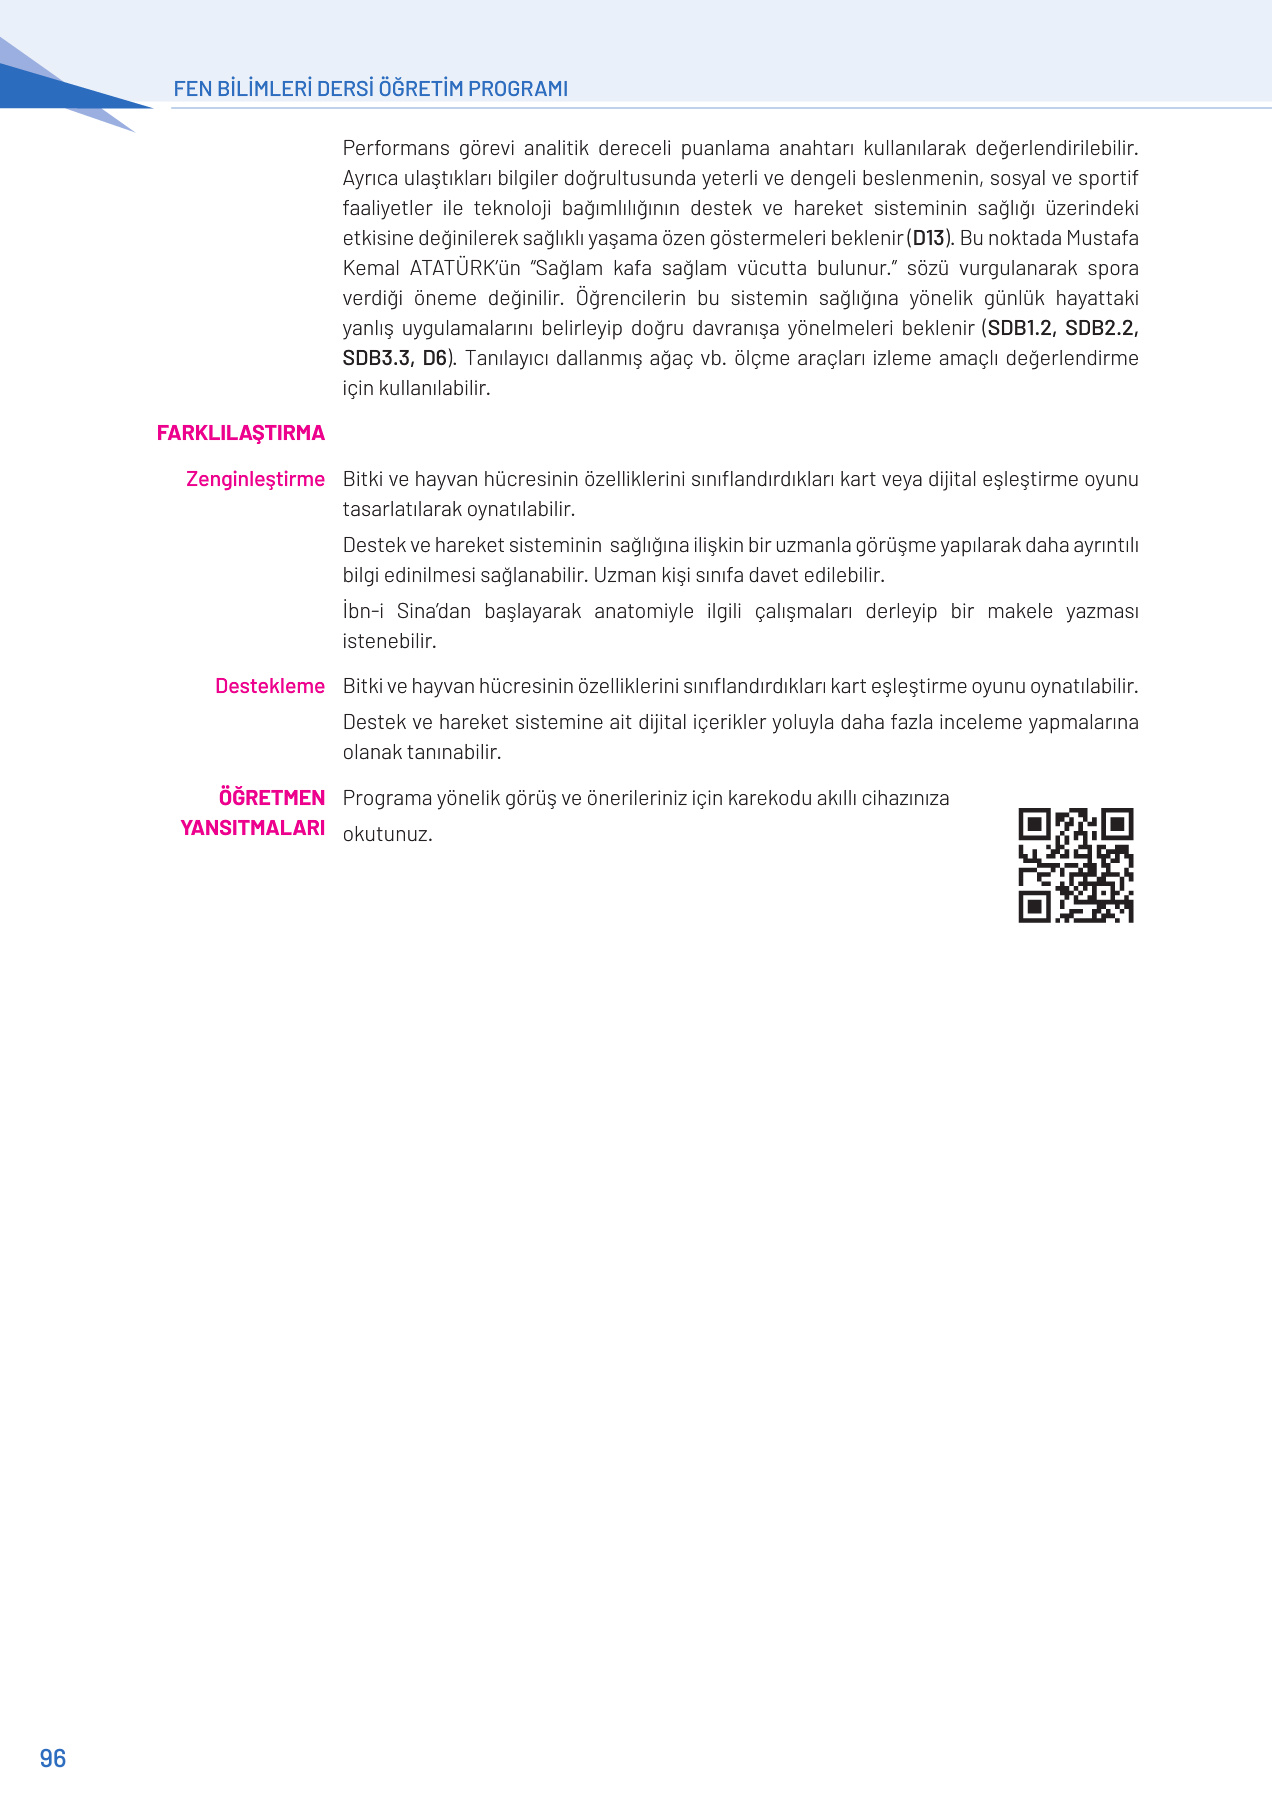 FEN BİLİMLERİ DERSİ ÖĞRETİM PROGRAMI
Performans görevi analitik dereceli puanlama anahtarı kullanılarak değerlendirilebilir.
Ayrıca ulaştıkları bilgiler doğrultusunda yeterli ve dengeli beslenmenin, sosyal ve sportif
faaliyetler ile teknoloji bağımlılığının destek ve hareket sisteminin sağlığı üzerindeki
etkisine değinilerek sağlıklı yaşama özen göstermeleri beklenir (D13). Bu noktada Mustafa
Kemal ATATÜRK’ün “Sağlam kafa sağlam vücutta bulunur.” sözü vurgulanarak spora
verdiği öneme değinilir. Öğrencilerin bu sistemin sağlığına yönelik günlük hayattaki
yanlış uygulamalarını belirleyip doğru davranışa yönelmeleri beklenir (SDB1.2, SDB2.2,
SDB3.3, D6). Tanılayıcı dallanmış ağaç vb. ölçme araçları izleme amaçlı değerlendirme
için kullanılabilir.
FARKLILAŞTIRMA
Zenginleştirme Bitki ve hayvan hücresinin özelliklerini sınıflandırdıkları kart veya dijital eşleştirme oyunu
tasarlatılarak oynatılabilir.
Destek ve hareket sisteminin sağlığına ilişkin bir uzmanla görüşme yapılarak daha ayrıntılı
bilgi edinilmesi sağlanabilir. Uzman kişi sınıfa davet edilebilir.
İbn-i Sina’dan başlayarak anatomiyle ilgili çalışmaları derleyip bir makele yazması
istenebilir.
Destekleme Bitki ve hayvan hücresinin özelliklerini sınıflandırdıkları kart eşleştirme oyunu oynatılabilir.
Destek ve hareket sistemine ait dijital içerikler yoluyla daha fazla inceleme yapmalarına
olanak tanınabilir.
ÖĞRETMEN Programa yönelik görüş ve önerileriniz için karekodu akıllı cihazınıza
YANSITMALARI okutunuz.
96